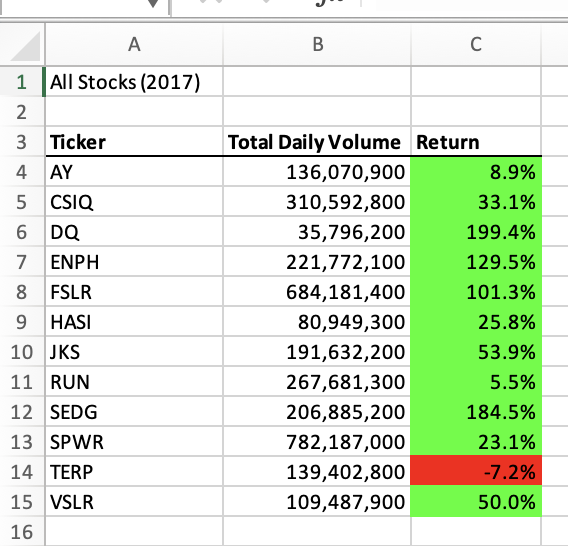 A B C
1 All Stocks (2017)
2
3 Ticker Total Daily Volume Return
4 AY 136,070,900 8.9%
5 CSIQ 310,592,800 33.1%
6 DQ 35,796,200 199.4%
7 ENPH 221,772,100 129.5%
8 FSLR 684,181,400 101.3%
9 HASI 80,949,300 25.8%
10 JKS 191,632,200 53.9%
11 RUN 267,681,300 5.5%
12 SEDG 206,885,200 184.5%
13 SPWR 782,187,000 23.1%
14 TERP 139,402,800 -7.2%
15 VSLR 109,487,900 50.0%
16